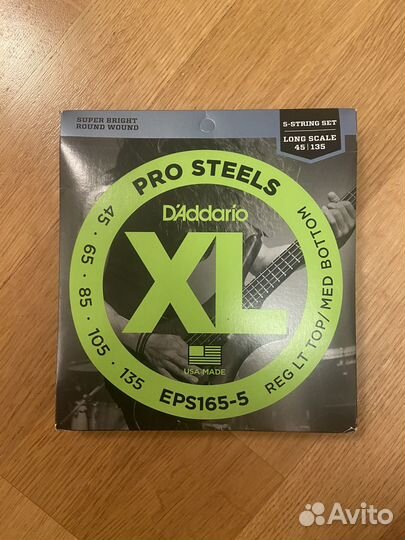 SUPER BRIGHT
ROUND WOUND
5-STRING SET
LONG SCALE
45 | 135
PRO STEELS
D'Addario
XL
USA MADE
45 • 65 • 85 • 105 • 135
EPS165-5
REG LT TOP/MED BOTTOM
Avito